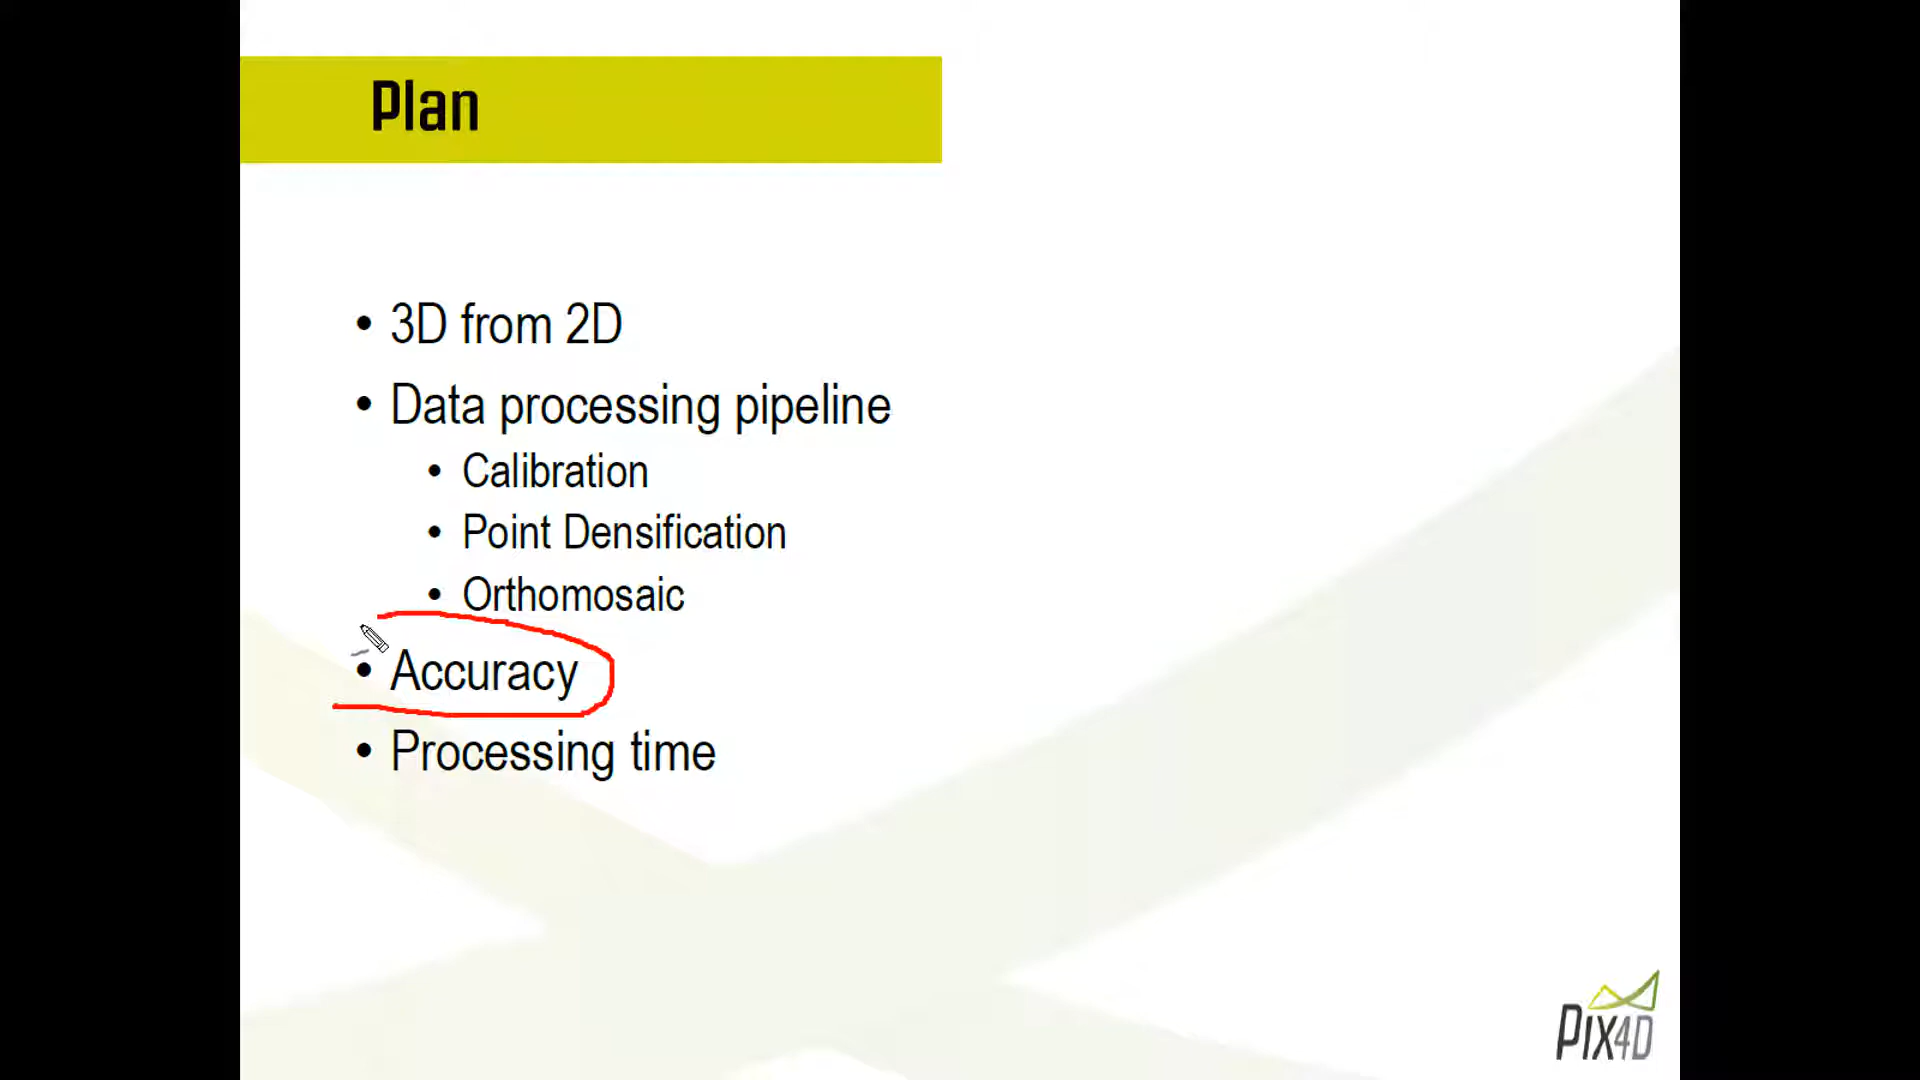 Plan
• 3D from 2D
• Data processing pipeline
• Calibration
• Point Densification
• Orthomosaic
• Accuracy
• Processing time
PIX4D